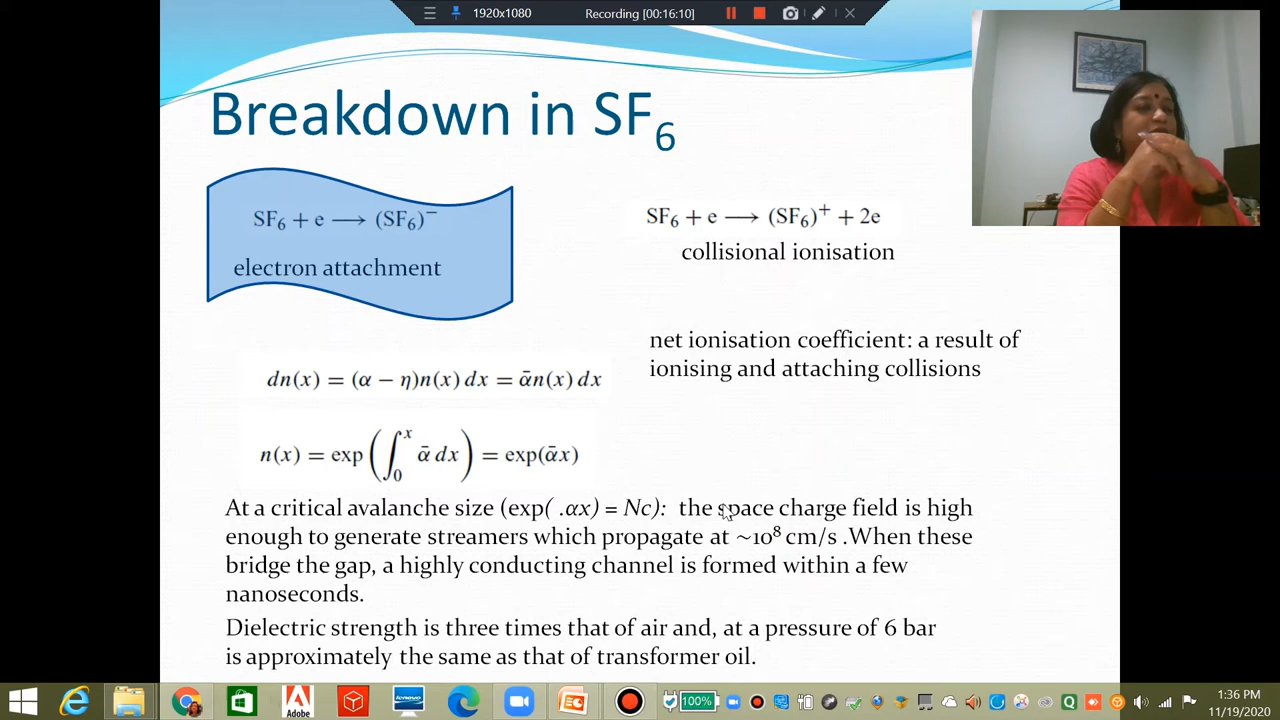 1920x1080 Recording [00:16:10]
Breakdown in SF₆
SF₆ + e ⟶ (SF₆)⁻
electron attachment
SF₆ + e ⟶ (SF₆)⁺ + 2e
collisional ionisation
net ionisation coefficient: a result of
ionising and attaching collisions
dn(x) = (α − η)n(x) dx = ᾱn(x) dx
n(x) = exp(∫₀ˣ ᾱ dx) = exp(ᾱx)
At a critical avalanche size (exp( .αx) = Nc): the space charge field is high
enough to generate streamers which propagate at ~10⁸ cm/s .When these
bridge the gap, a highly conducting channel is formed within a few
nanoseconds.
Dielectric strength is three times that of air and, at a pressure of 6 bar
is approximately the same as that of transformer oil.
Adobe
lenovo
100%
Q
1:36 PM
11/19/2020